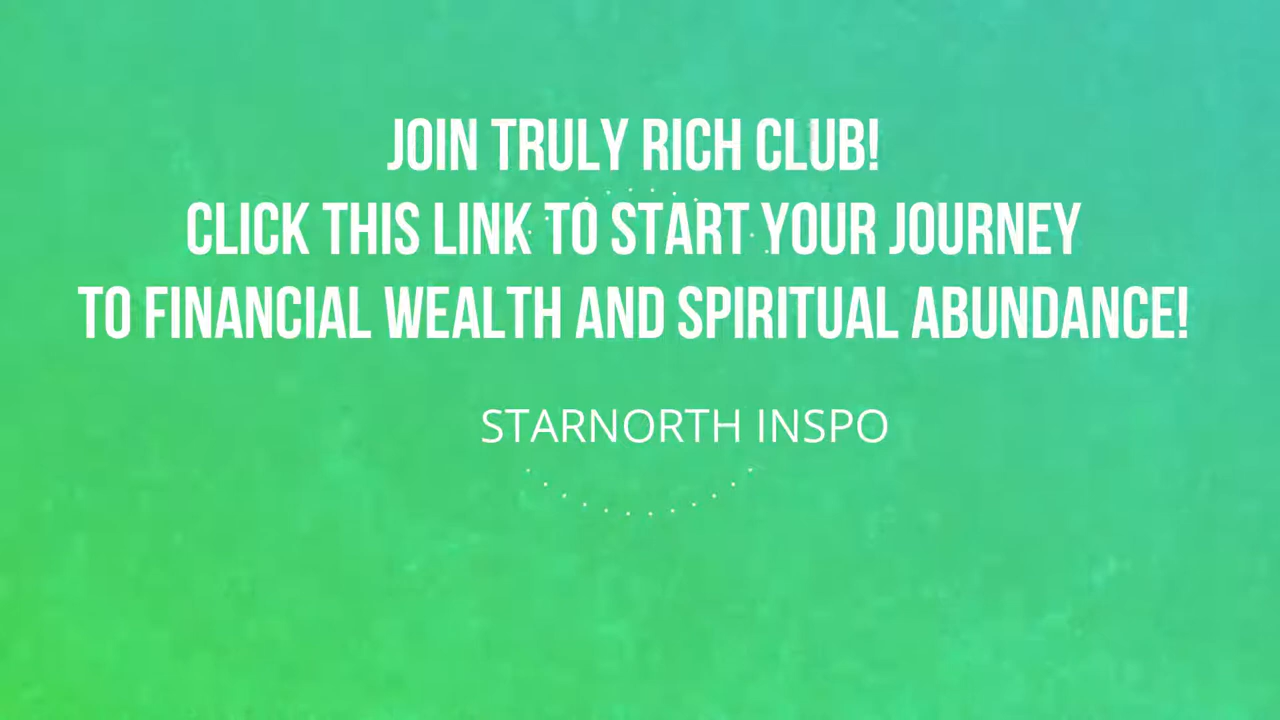 JOIN TRULY RICH CLUB!
CLICK THIS LINK TO START YOUR JOURNEY
TO FINANCIAL WEALTH AND SPIRITUAL ABUNDANCE!
STARNORTH INSPO